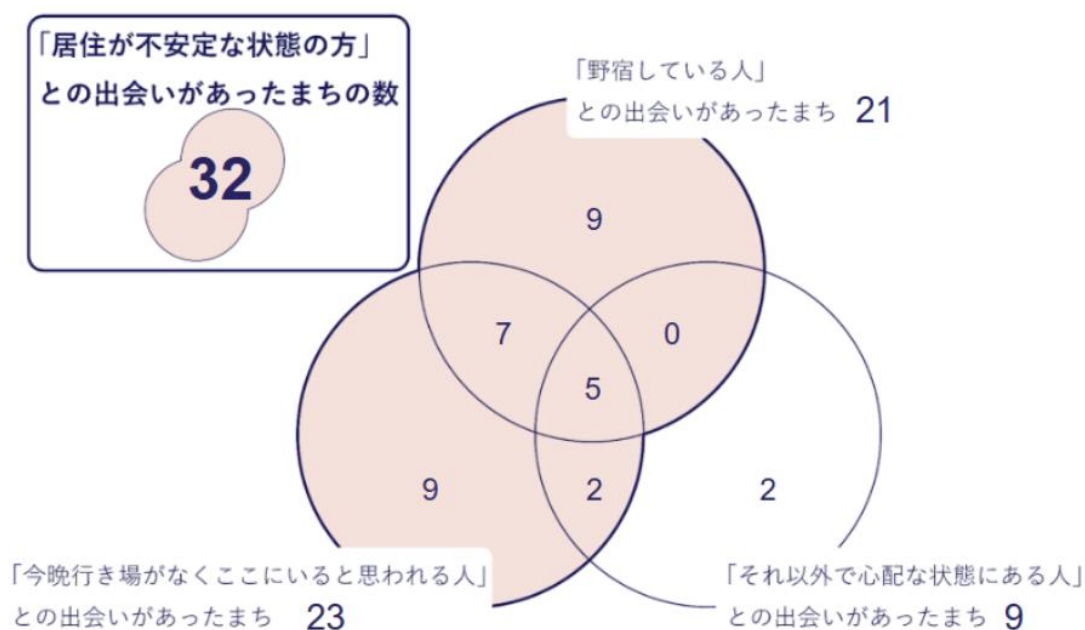 「居住が不安定な状態の方」
との出会いがあったまちの数
32
「野宿している人」
との出会いがあったまち 21
9
7
0
5
9
2
2
「今晩行き場がなくここにいると思われる人」
との出会いがあったまち 23
「それ以外で心配な状態にある人」
との出会いがあったまち 9